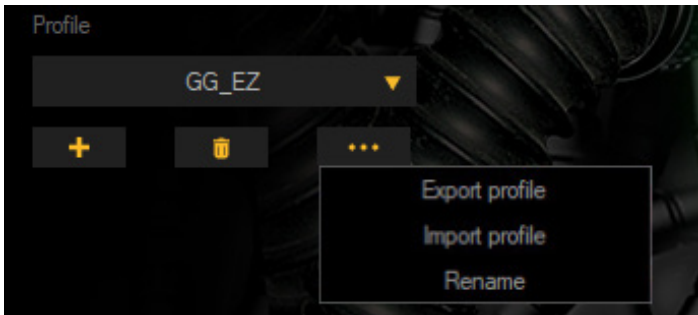 Profile
GG_EZ
Export profile
Import profile
Rename